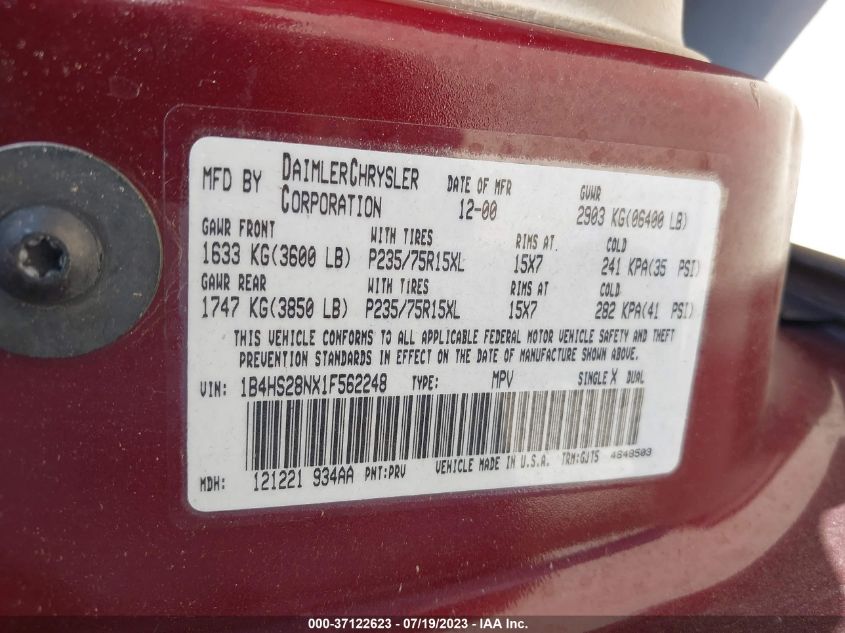 MFD BY DAIMLERCHRYSLER CORPORATION DATE OF MFR 12-00 GVWR 2903 KG(06400 LB)
GAWR FRONT WITH TIRES RIMS AT. COLD
1633 KG(3600 LB) P235/75R15XL 15X7 241 KPA(35 PSI)
GAWR REAR WITH TIRES RIMS AT. COLD
1747 KG(3850 LB) P235/75R15XL 15X7 282 KPA(41 PSI)
THIS VEHICLE CONFORMS TO ALL APPLICABLE FEDERAL MOTOR VEHICLE SAFETY AND THEFT
PREVENTION STANDARDS IN EFFECT ON THE DATE OF MANUFACTURE SHOWN ABOVE.
VIN: 1B4HS28NX1F562248 TYPE: MPV SINGLE X DUAL
MDH: 121221 934AA PNT:PRV VEHICLE MADE IN U.S.A. TRM:GJT5 4648503
000-37122623 - 07/19/2023 - IAA Inc.